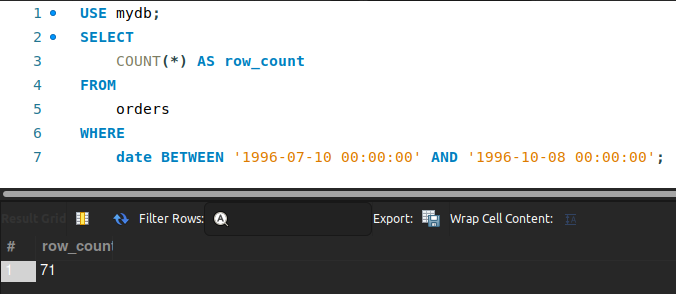 1 USE mydb;
2 SELECT
3 COUNT(*) AS row_count
4 FROM
5 orders
6 WHERE
7 date BETWEEN '1996-07-10 00:00:00' AND '1996-10-08 00:00:00';
Result Grid Filter Rows: Export: Wrap Cell Content:
# row_count
1 71